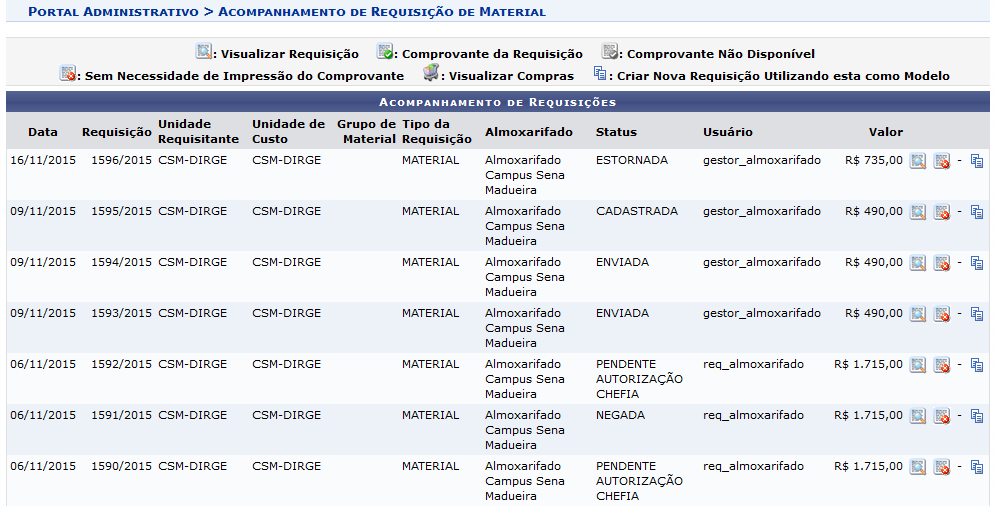 Portal Administrativo > Acompanhamento de Requisição de Material
: Visualizar Requisição : Comprovante da Requisição : Comprovante Não Disponível
: Sem Necessidade de Impressão do Comprovante : Visualizar Compras : Criar Nova Requisição Utilizando esta como Modelo
Acompanhamento de Requisições
Data Requisição Unidade Requisitante Unidade de Custo Grupo de Material Tipo da Requisição Almoxarifado Status Usuário Valor
16/11/2015 1596/2015 CSM-DIRGE CSM-DIRGE MATERIAL Almoxarifado ESTORNADA gestor_almoxarifado R$ 735,00 -
Campus Sena
Madueira
09/11/2015 1595/2015 CSM-DIRGE CSM-DIRGE MATERIAL Almoxarifado CADASTRADA gestor_almoxarifado R$ 490,00 -
Campus Sena
Madueira
09/11/2015 1594/2015 CSM-DIRGE CSM-DIRGE MATERIAL Almoxarifado ENVIADA gestor_almoxarifado R$ 490,00 -
Campus Sena
Madueira
09/11/2015 1593/2015 CSM-DIRGE CSM-DIRGE MATERIAL Almoxarifado ENVIADA gestor_almoxarifado R$ 490,00 -
Campus Sena
Madueira
06/11/2015 1592/2015 CSM-DIRGE CSM-DIRGE MATERIAL Almoxarifado PENDENTE req_almoxarifado R$ 1.715,00 -
Campus Sena AUTORIZAÇÃO
Madueira CHEFIA
06/11/2015 1591/2015 CSM-DIRGE CSM-DIRGE MATERIAL Almoxarifado NEGADA req_almoxarifado R$ 1.715,00 -
Campus Sena
Madueira
06/11/2015 1590/2015 CSM-DIRGE CSM-DIRGE MATERIAL Almoxarifado PENDENTE req_almoxarifado R$ 1.715,00 -
Campus Sena AUTORIZAÇÃO
Madueira CHEFIA